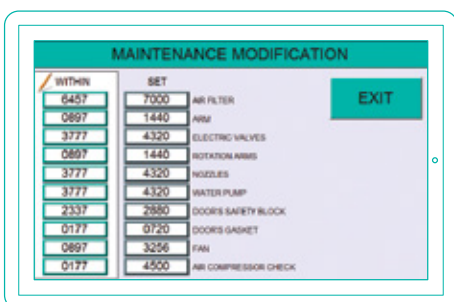 MAINTENANCE MODIFICATION
WITHIN SET
EXIT
6457 7000 AIR FILTER
0897 1440 ARM
3777 4320 ELECTRIC VALVES
0897 1440 ROTATION ARMS
3777 4320 NOZZLES
3777 4320 WATER PUMP
2337 2880 DOORS SAFETY BLOCK
0177 0720 DOORS GASKET
0897 3256 FAN
0177 4500 AIR COMPRESSOR CHECK